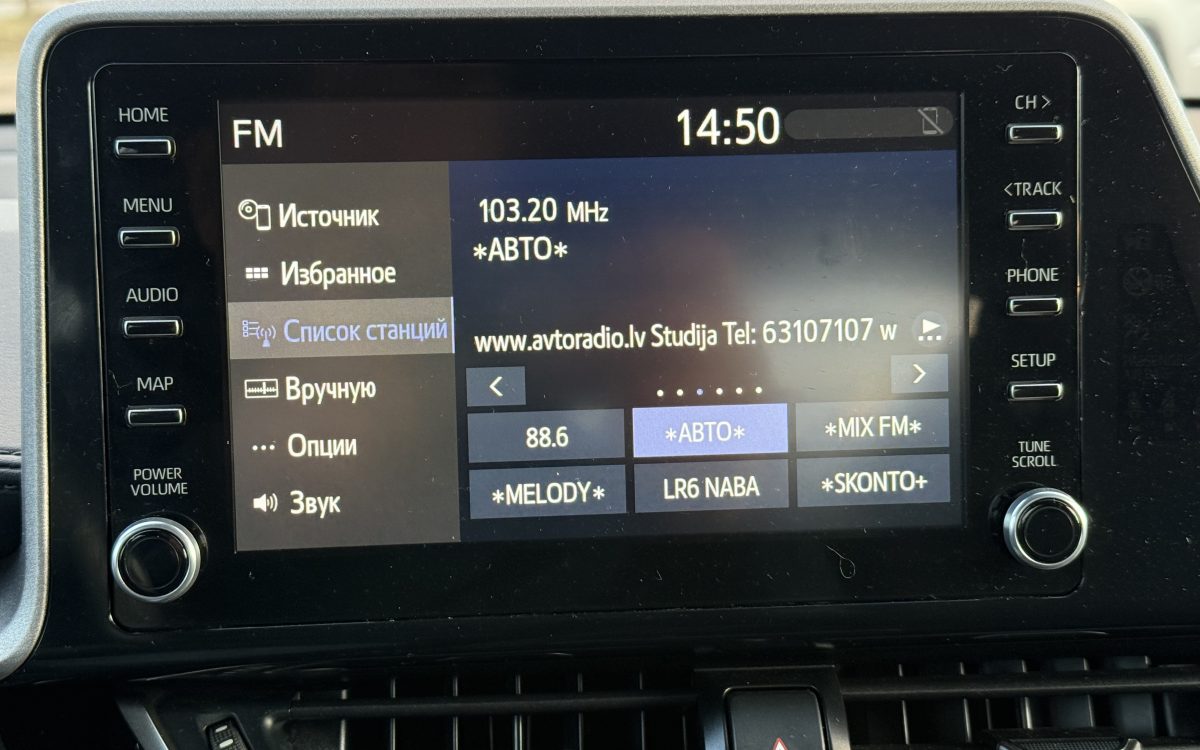 HOME
MENU
AUDIO
MAP
POWER
VOLUME
FM
14:50
Источник
Избранное
Список станций
Вручную
Опции
Звук
103.20 MHz
*АВТО*
www.avtoradio.lv Studija Tel: 63107107 w
88.6
*АВТО*
*MIX FM*
*MELODY*
LR6 NABA
*SKONTO+
CH >
<TRACK
PHONE
SETUP
TUNE
SCROLL